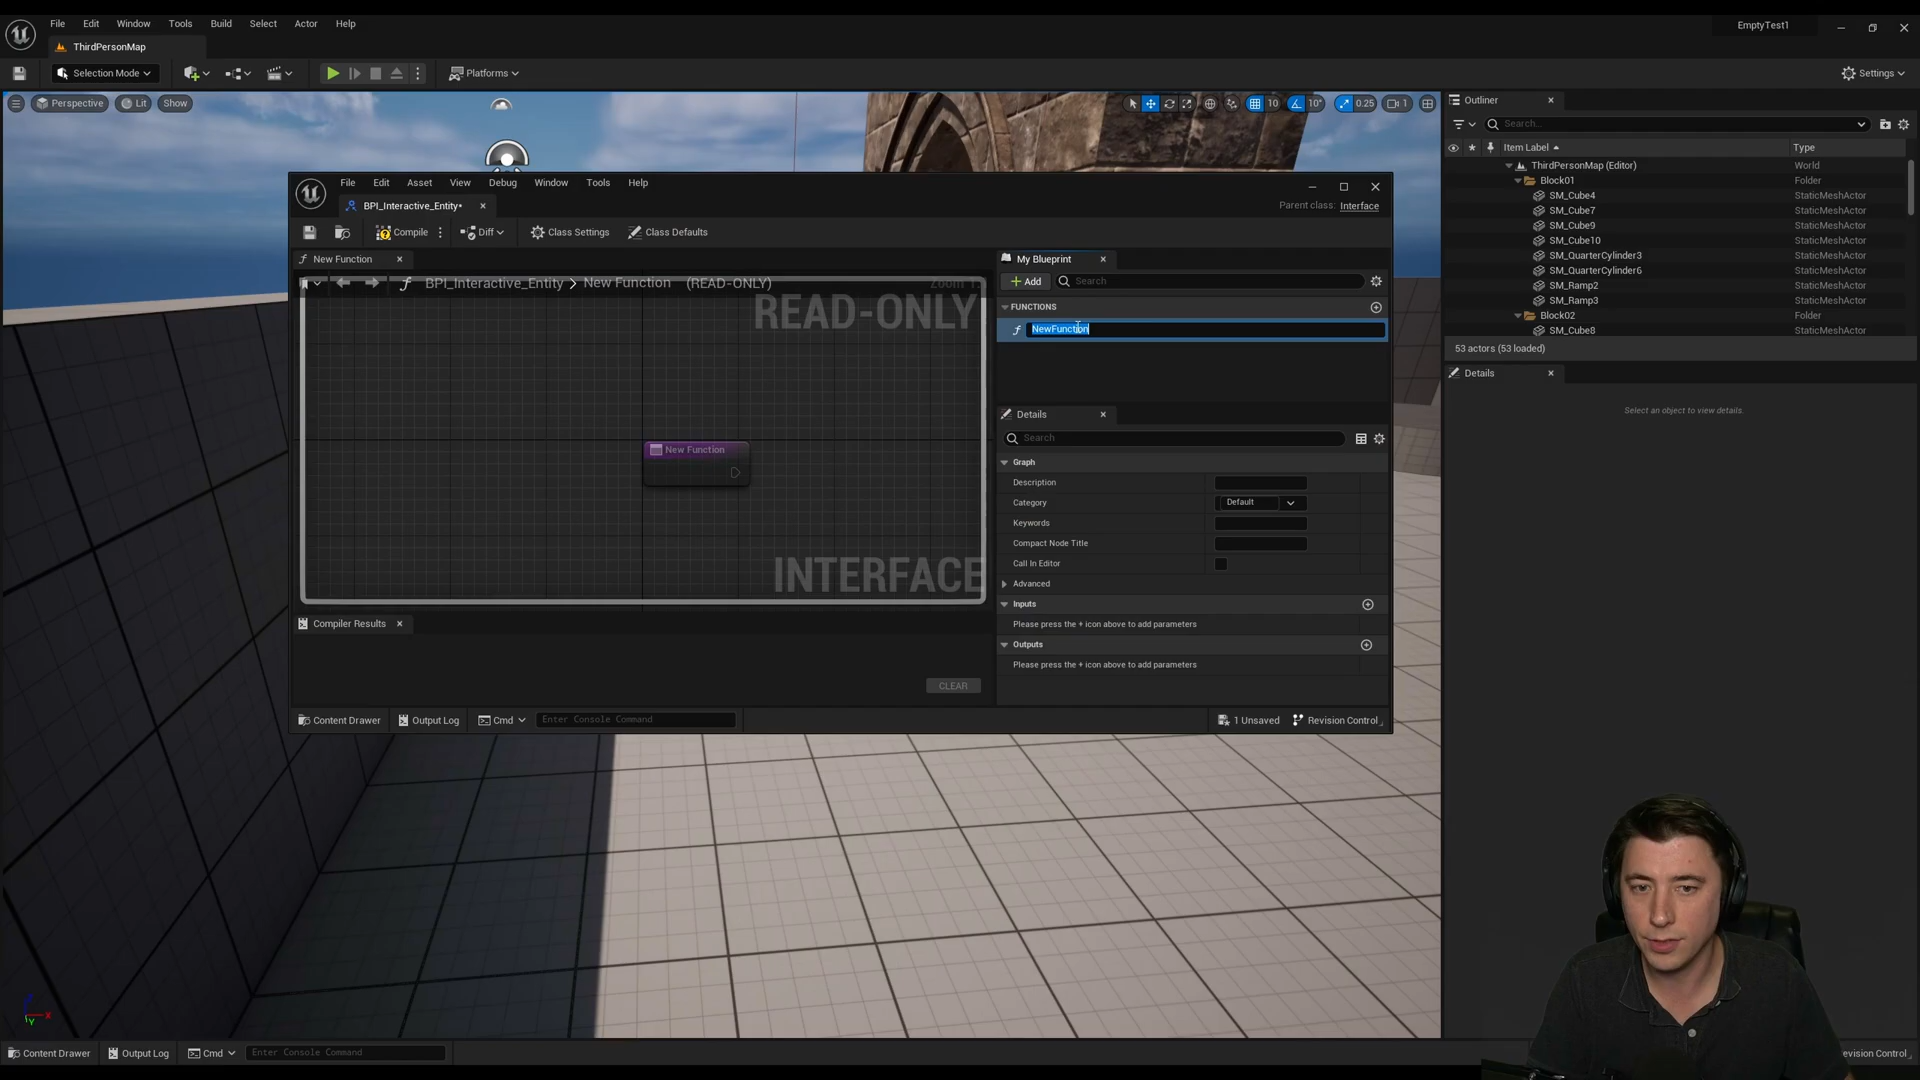 File Edit Window Tools Build Select Actor Help
EmptyTest1
ThirdPersonMap
Selection Mode
Platforms
Settings
Perspective Lit Show
10 10° 0.25 1
Outliner
Search...
Item Label Type
ThirdPersonMap (Editor) World
Block01 Folder
SM_Cube4 StaticMeshActor
SM_Cube7 StaticMeshActor
SM_Cube9 StaticMeshActor
SM_Cube10 StaticMeshActor
SM_QuarterCylinder3 StaticMeshActor
SM_QuarterCylinder6 StaticMeshActor
SM_Ramp2 StaticMeshActor
SM_Ramp3 StaticMeshActor
Block02 Folder
SM_Cube8 StaticMeshActor
53 actors (53 loaded)
Details
Select an object to view details.
File Edit Asset View Debug Window Tools Help
BPI_Interactive_Entity*
Parent class: Interface
Compile Diff Class Settings Class Defaults
New Function
BPI_Interactive_Entity > New Function (READ-ONLY)
READ-ONLY
New Function
INTERFACE
Compiler Results
CLEAR
My Blueprint
Add Search
FUNCTIONS
NewFunction
Details
Search
Graph
Description
Category Default
Keywords
Compact Node Title
Call In Editor
Advanced
Inputs
Please press the + icon above to add parameters
Outputs
Please press the + icon above to add parameters
Content Drawer Output Log Cmd Enter Console Command
1 Unsaved Revision Control
X
Y
Content Drawer Output Log Cmd Enter Console Command
evision Control